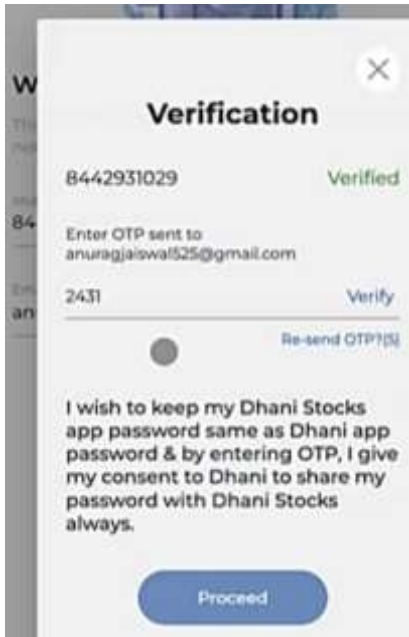 W
Verification
8442931029 Verified
84
Enter OTP sent to
anuragjaiswal525@gmail.com
2431 Verify
an
Re-send OTP?(5)
I wish to keep my Dhani Stocks
app password same as Dhani app
password & by entering OTP, I give
my consent to Dhani to share my
password with Dhani Stocks
always.
Proceed